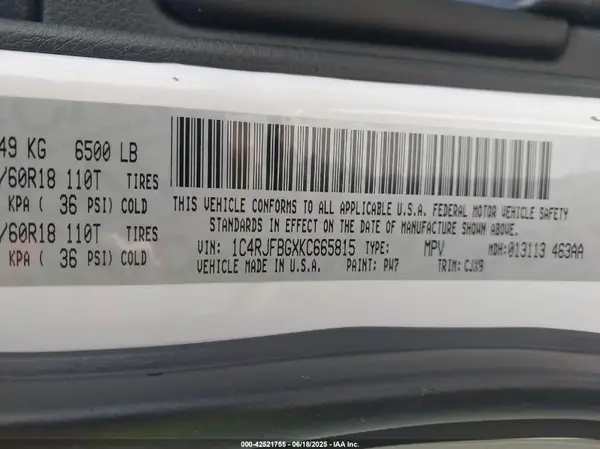 49 KG 6500 LB
/60R18 110T TIRES
KPA ( 36 PSI) COLD
/60R18 110T TIRES
KPA ( 36 PSI) COLD
THIS VEHICLE CONFORMS TO ALL APPLICABLE U.S.A. FEDERAL MOTOR VEHICLE SAFETY
STANDARDS IN EFFECT ON THE DATE OF MANUFACTURE SHOWN ABOVE.
VIN: 1C4RJFBGXKC665815 TYPE: MPV MDH: 013113 463AA
VEHICLE MADE IN U.S.A. PAINT: PW7 TRIM: CJX9
000-42521755 - 06/18/2025 - IAA Inc.